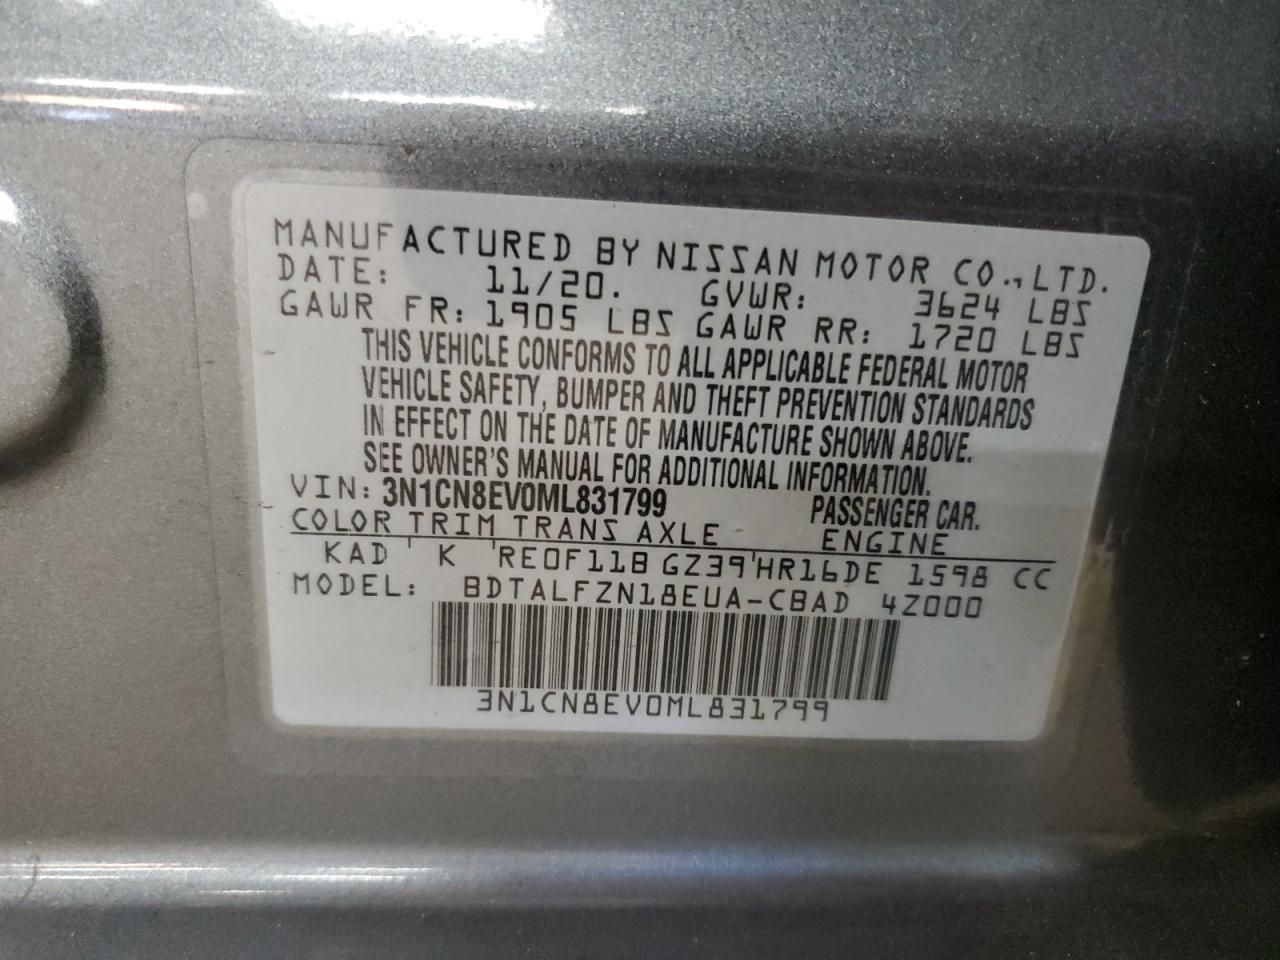 MANUFACTURED BY NISSAN MOTOR CO.,LTD.
DATE: 11/20. GVWR: 3624 LBS
GAWR FR: 1905 LBS GAWR RR: 1720 LBS
THIS VEHICLE CONFORMS TO ALL APPLICABLE FEDERAL MOTOR
VEHICLE SAFETY, BUMPER AND THEFT PREVENTION STANDARDS
IN EFFECT ON THE DATE OF MANUFACTURE SHOWN ABOVE.
SEE OWNER'S MANUAL FOR ADDITIONAL INFORMATION.
VIN: 3N1CN8EV0ML831799 PASSENGER CAR.
COLOR TRIM TRANS AXLE ENGINE
KAD K RE0F11B GZ39 HR16DE 1598 CC
MODEL: BDTALFZN18EUA-CBAD 4Z000
3N1CN8EV0ML831799